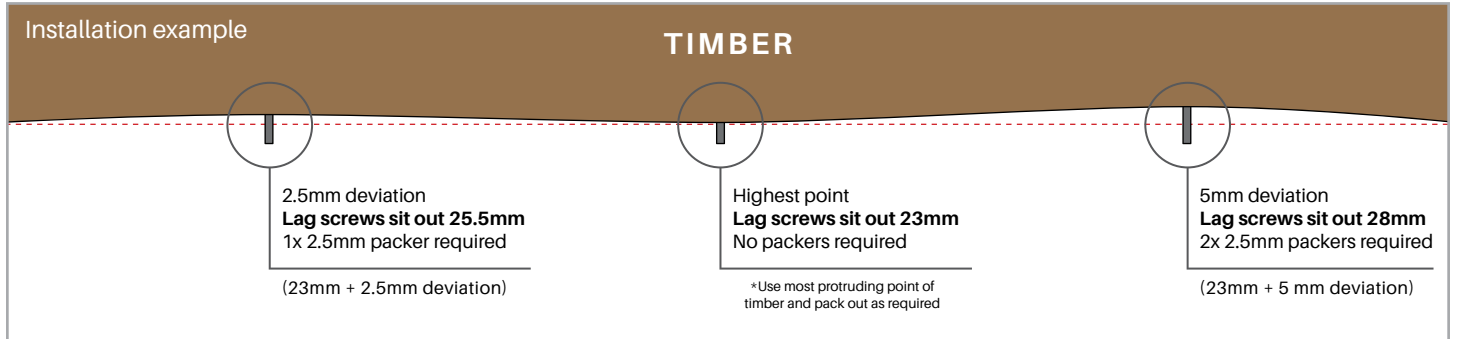 Installation example
TIMBER
2.5mm deviation
Lag screws sit out 25.5mm
1x 2.5mm packer required
(23mm + 2.5mm deviation)
Highest point
Lag screws sit out 23mm
No packers required
*Use most protruding point of
timber and pack out as required
5mm deviation
Lag screws sit out 28mm
2x 2.5mm packers required
(23mm + 5 mm deviation)